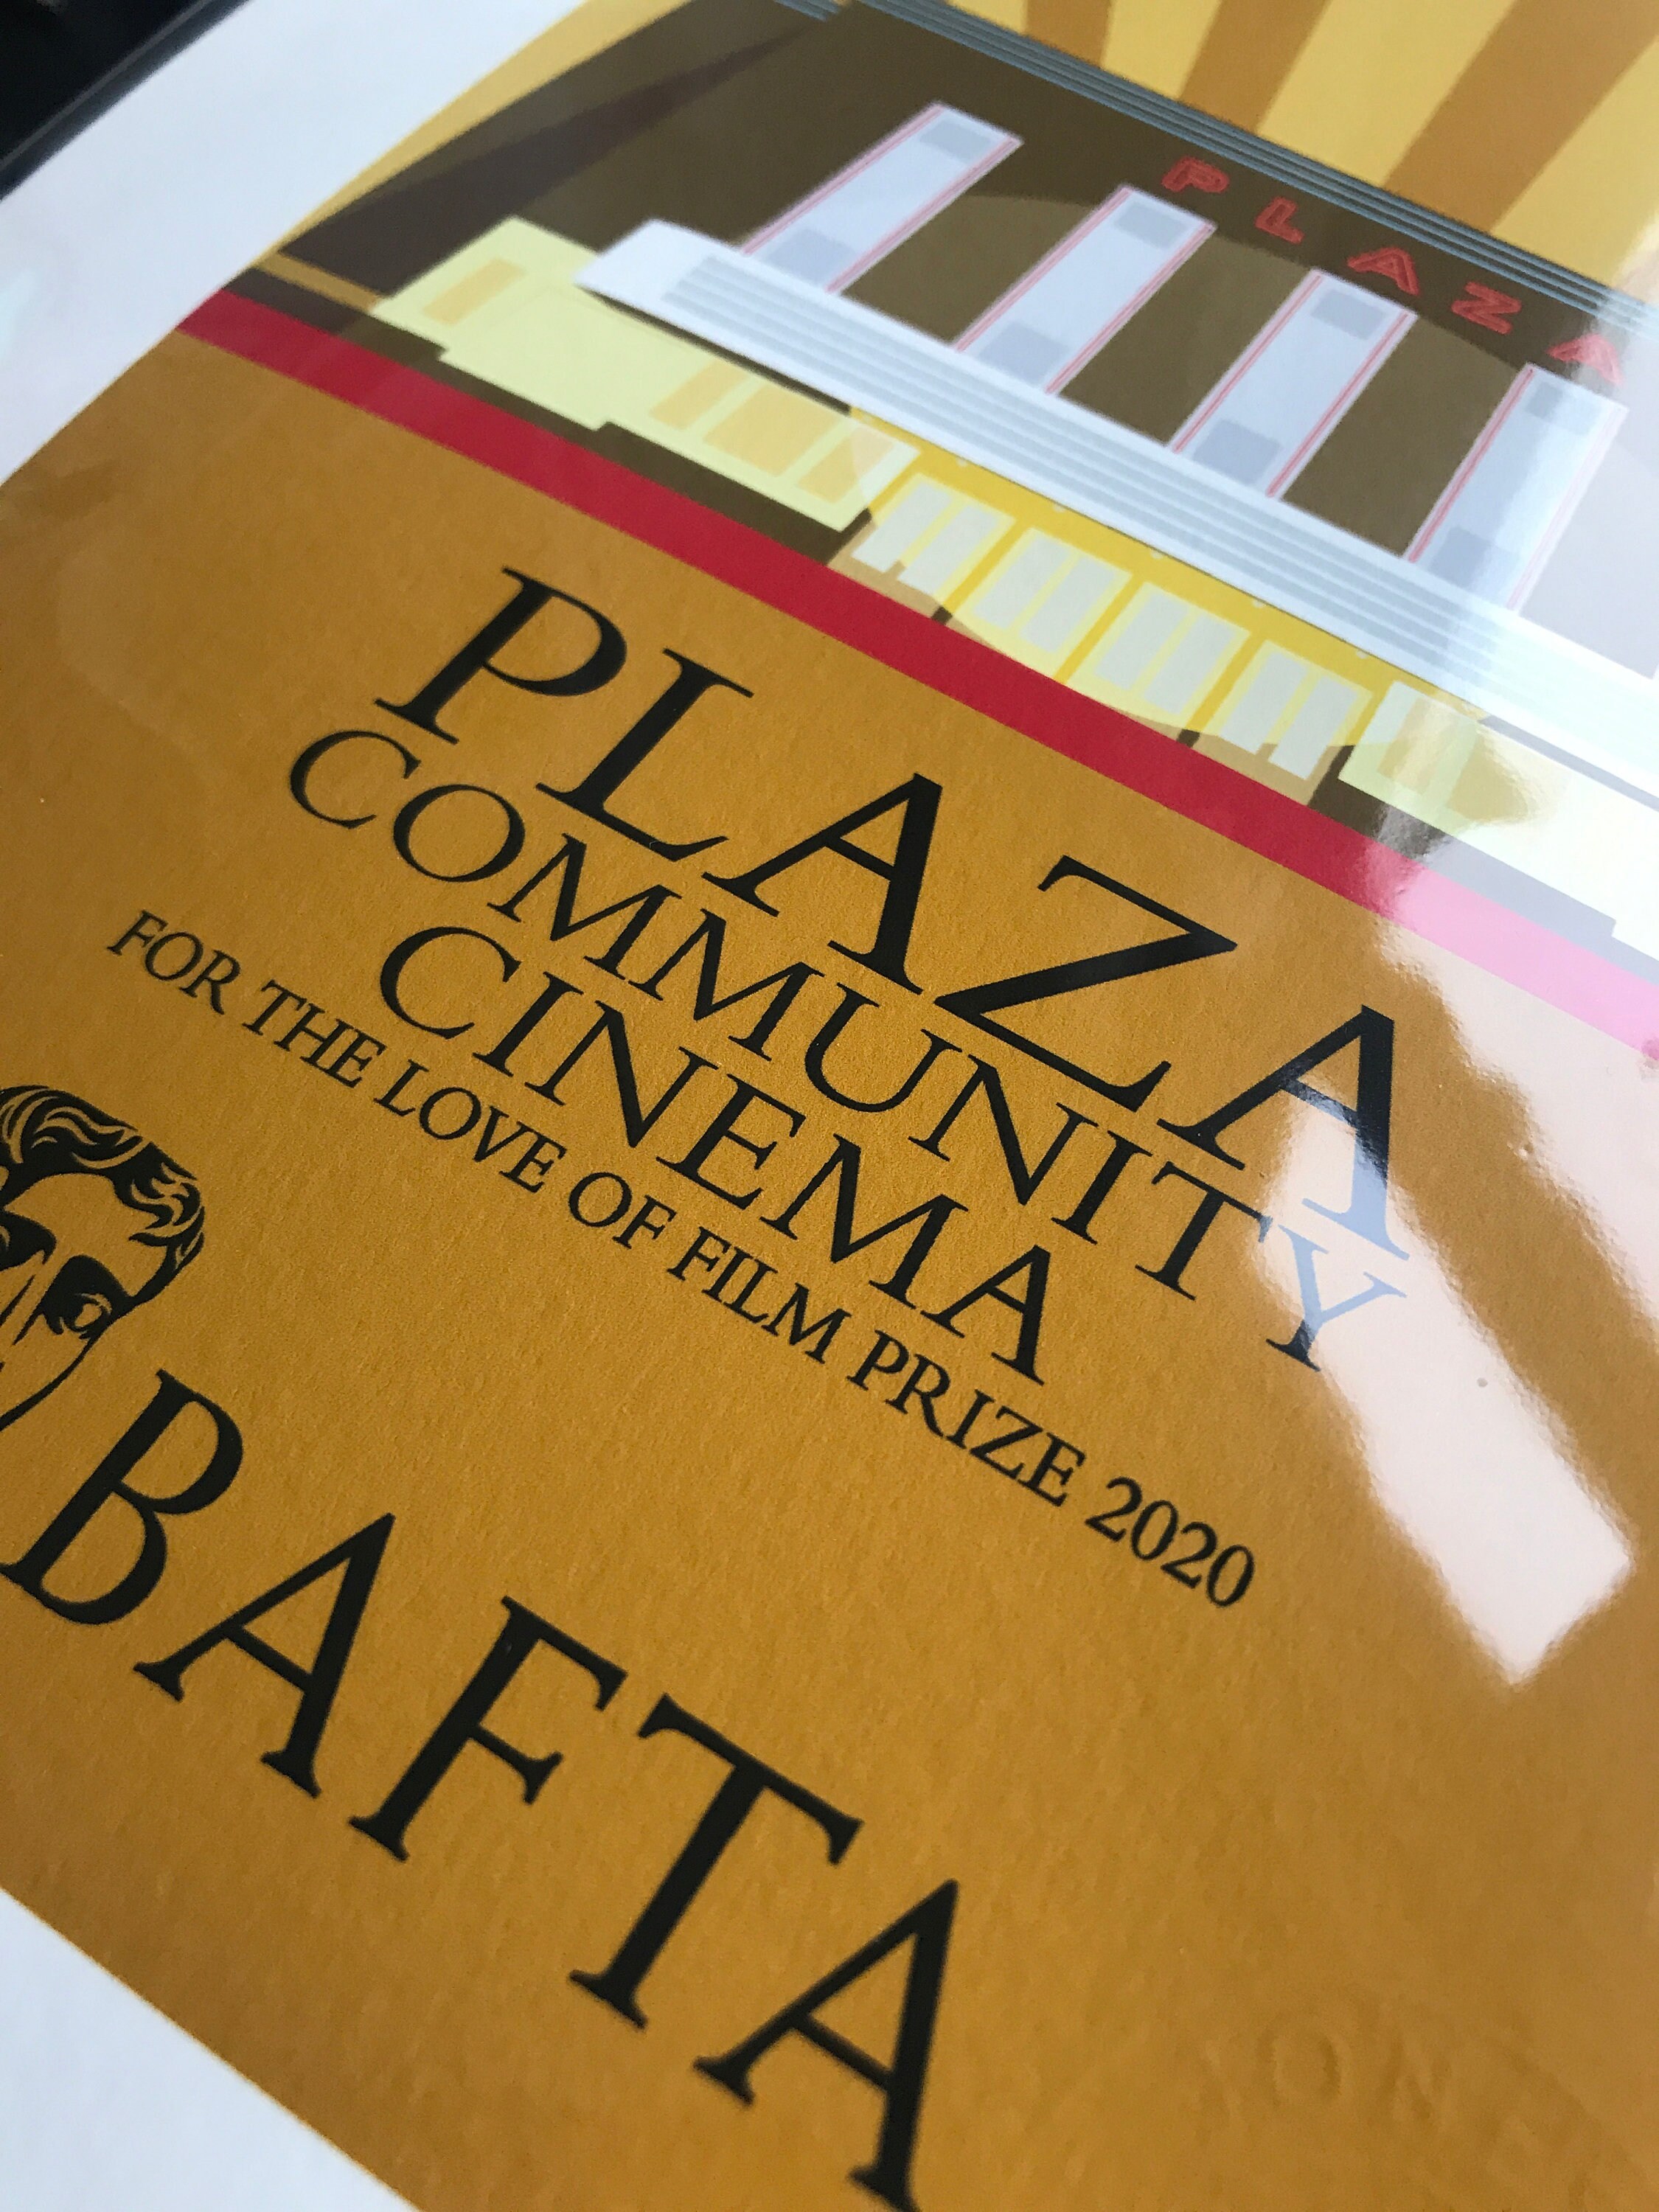 PLAZA
PLAZA
COMMUNITY
CINEMA
FOR THE LOVE OF FILM PRIZE 2020
BAFTA